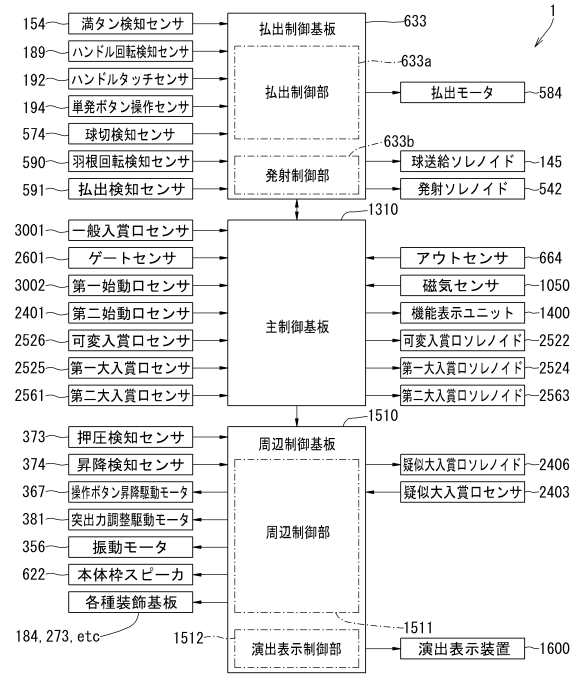 1
154 満タン検知センサ
189 ハンドル回転検知センサ
192 ハンドルタッチセンサ
194 単発ボタン操作センサ
574 球切検知センサ
590 羽根回転検知センサ
591 払出検知センサ
払出制御基板 633
633a
払出制御部
633b
発射制御部
払出モータ 584
球送給ソレノイド 145
発射ソレノイド 542
1310
3001 一般入賞口センサ
2601 ゲートセンサ
3002 第一始動口センサ
2401 第二始動口センサ
2526 可変入賞口センサ
2525 第一大入賞口センサ
2561 第二大入賞口センサ
主制御基板
アウトセンサ 664
磁気センサ 1050
機能表示ユニット 1400
可変入賞口ソレノイド 2522
第一大入賞口ソレノイド 2524
第二大入賞口ソレノイド 2563
1510
373 押圧検知センサ
374 昇降検知センサ
367 操作ボタン昇降駆動モータ
381 突出力調整駆動モータ
356 振動モータ
622 本体枠スピーカ
各種装飾基板
184, 273, etc
周辺制御基板
周辺制御部
1511
1512
演出表示制御部
疑似大入賞口ソレノイド 2406
疑似大入賞口センサ 2403
演出表示装置 1600